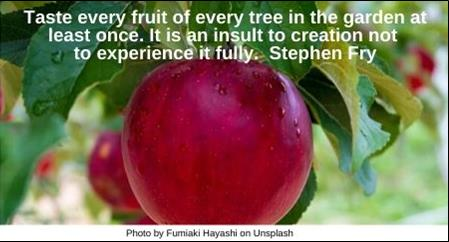 Taste every fruit of every tree in the garden at
least once. It is an insult to creation not
to experience it fully. Stephen Fry
Photo by Fumiaki Hayashi on Unsplash